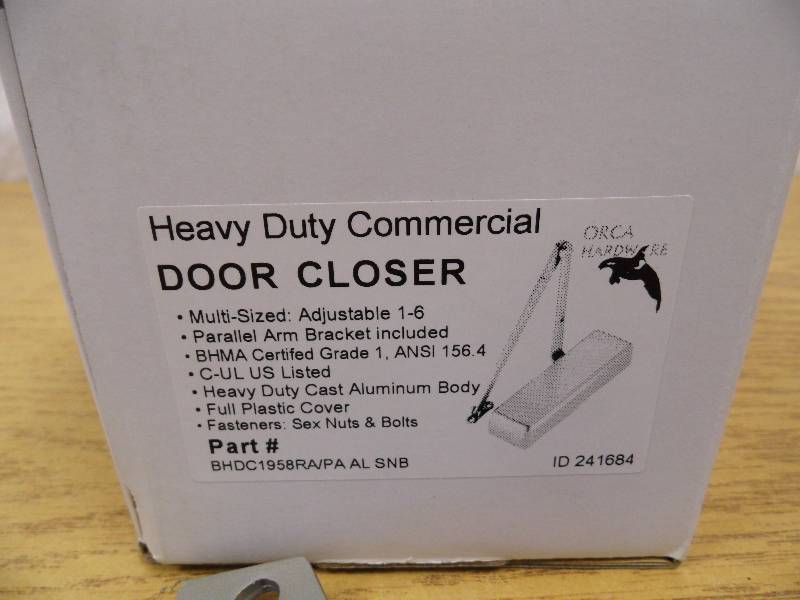 Heavy Duty Commercial
DOOR CLOSER
ORCA
HARDWARE
• Multi-Sized: Adjustable 1-6
• Parallel Arm Bracket included
• BHMA Certifed Grade 1, ANSI 156.4
• C-UL US Listed
• Heavy Duty Cast Aluminum Body
• Full Plastic Cover
• Fasteners: Sex Nuts & Bolts
Part #
BHDC1958RA/PA AL SNB
ID 241684